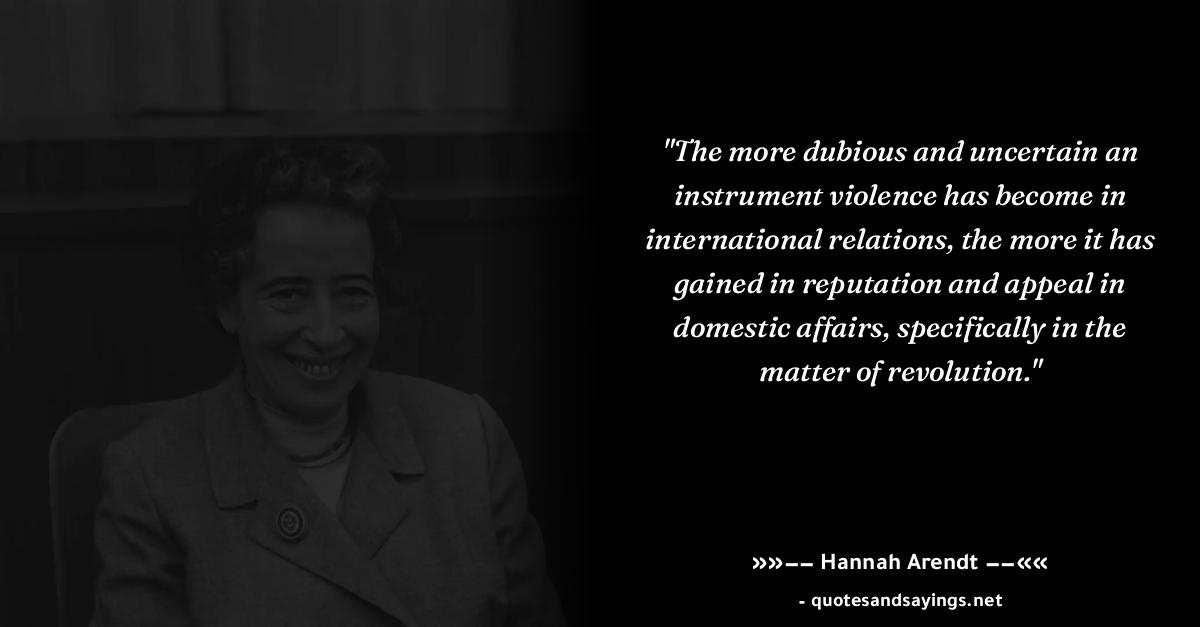 "The more dubious and uncertain an
instrument violence has become in
international relations, the more it has
gained in reputation and appeal in
domestic affairs, specifically in the
matter of revolution."
»»–– Hannah Arendt ––««
- quotesandsayings.net